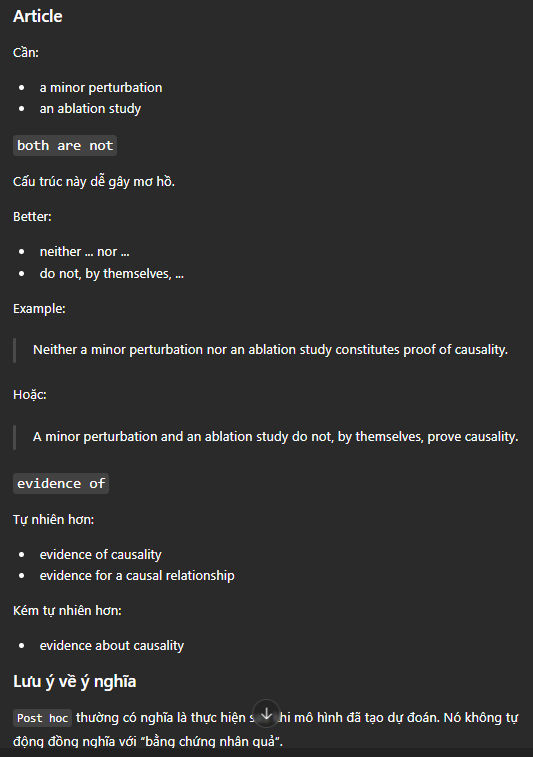 Article
Cần:
a minor perturbation
an ablation study
both are not
Cấu trúc này dễ gây mơ hồ.
Better:
neither ... nor ...
do not, by themselves, ...
Example:
Neither a minor perturbation nor an ablation study constitutes proof of causality.
Hoặc:
A minor perturbation and an ablation study do not, by themselves, prove causality.
evidence of
Tự nhiên hơn:
evidence of causality
evidence for a causal relationship
Kém tự nhiên hơn:
evidence about causality
Lưu ý về ý nghĩa
Post hoc thường có nghĩa là thực hiện mô hình đã tạo dự đoán. Nó không tự
động đồng nghĩa với “bằng chứng nhân quả”.